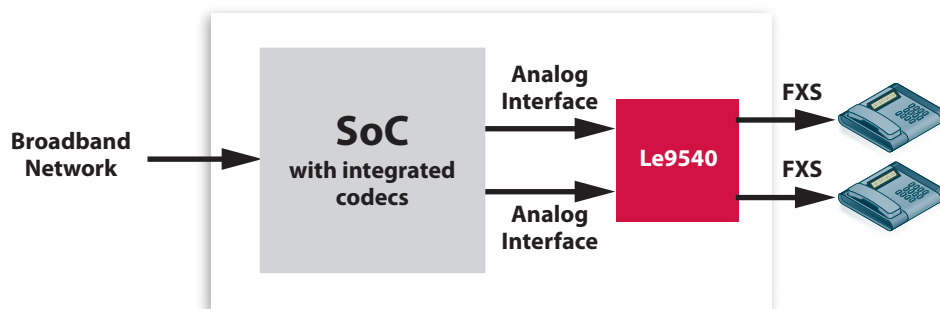 Broadband
Network
SoC
with integrated
codecs
Analog
Interface
Analog
Interface
Le9540
FXS
FXS